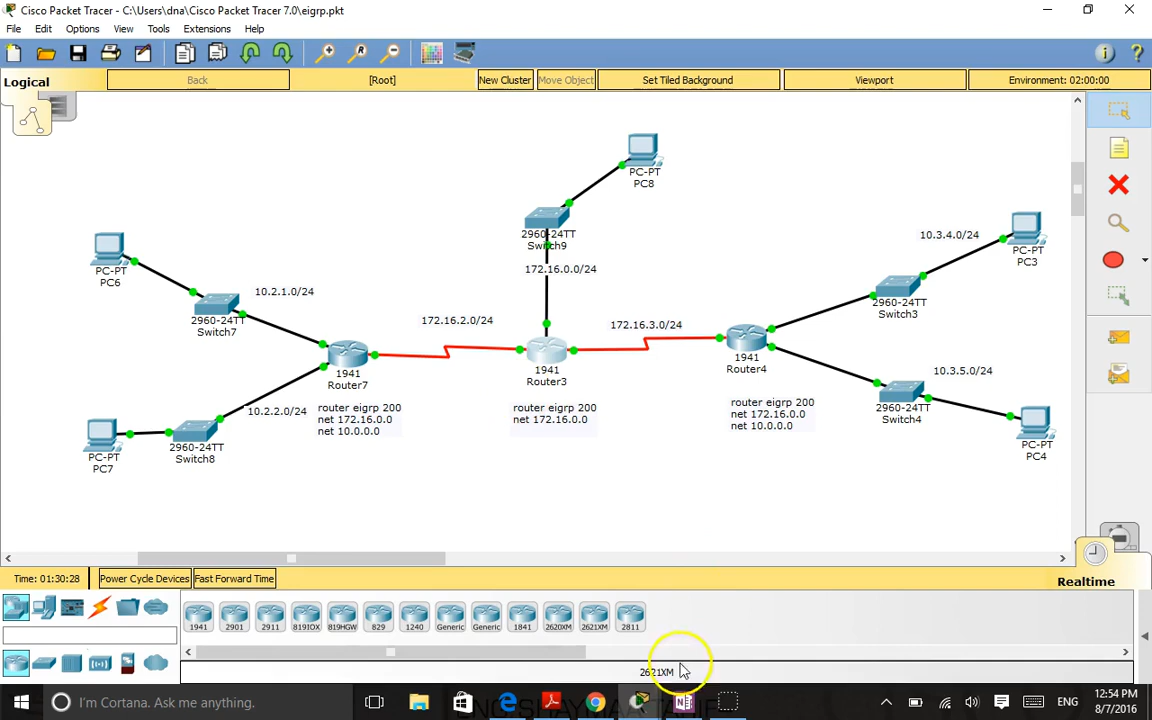 Cisco Packet Tracer - C:\Users\dna\Cisco Packet Tracer 7.0\eigrp.pkt
File Edit Options View Tools Extensions Help
Logical Back [Root] New Cluster Move Object Set Tiled Background Viewport Environment: 02:00:00
PC-PT
PC8
2960-24TT
Switch9
172.16.0.0/24
PC-PT
PC6
10.2.1.0/24
2960-24TT
Switch7
172.16.2.0/24
172.16.3.0/24
10.3.4.0/24
PC-PT
PC3
2960-24TT
Switch3
1941
Router7
1941
Router3
1941
Router4
10.3.5.0/24
10.2.2.0/24
router eigrp 200
net 172.16.0.0
net 10.0.0.0
router eigrp 200
net 172.16.0.0
router eigrp 200
net 172.16.0.0
net 10.0.0.0
2960-24TT
Switch4
PC-PT
PC7
2960-24TT
Switch8
PC-PT
PC4
Time: 01:30:28 Power Cycle Devices Fast Forward Time Realtime
1941 2901 2911 819IOX 819HGW 829 1240 Generic Generic 1841 2620XM 2621XM 2811
2621XM
I'm Cortana. Ask me anything.
ENG
12:54 PM
8/7/2016